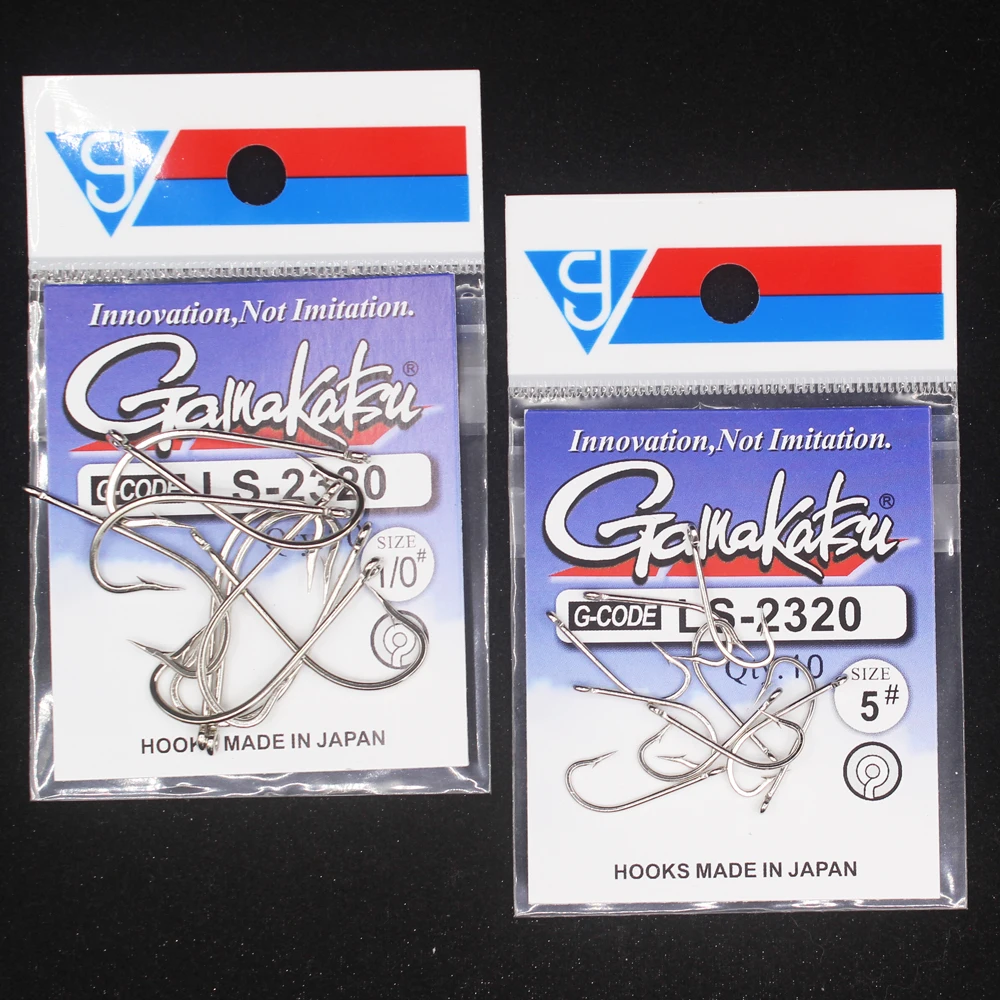 Innovation,Not Imitation.
Gamakatsu®
G-CODE LS-2320
SIZE
1/0#
HOOKS MADE IN JAPAN
Innovation,Not Imitation.
Gamakatsu®
G-CODE LS-2320
Qty.10
SIZE
5#
HOOKS MADE IN JAPAN